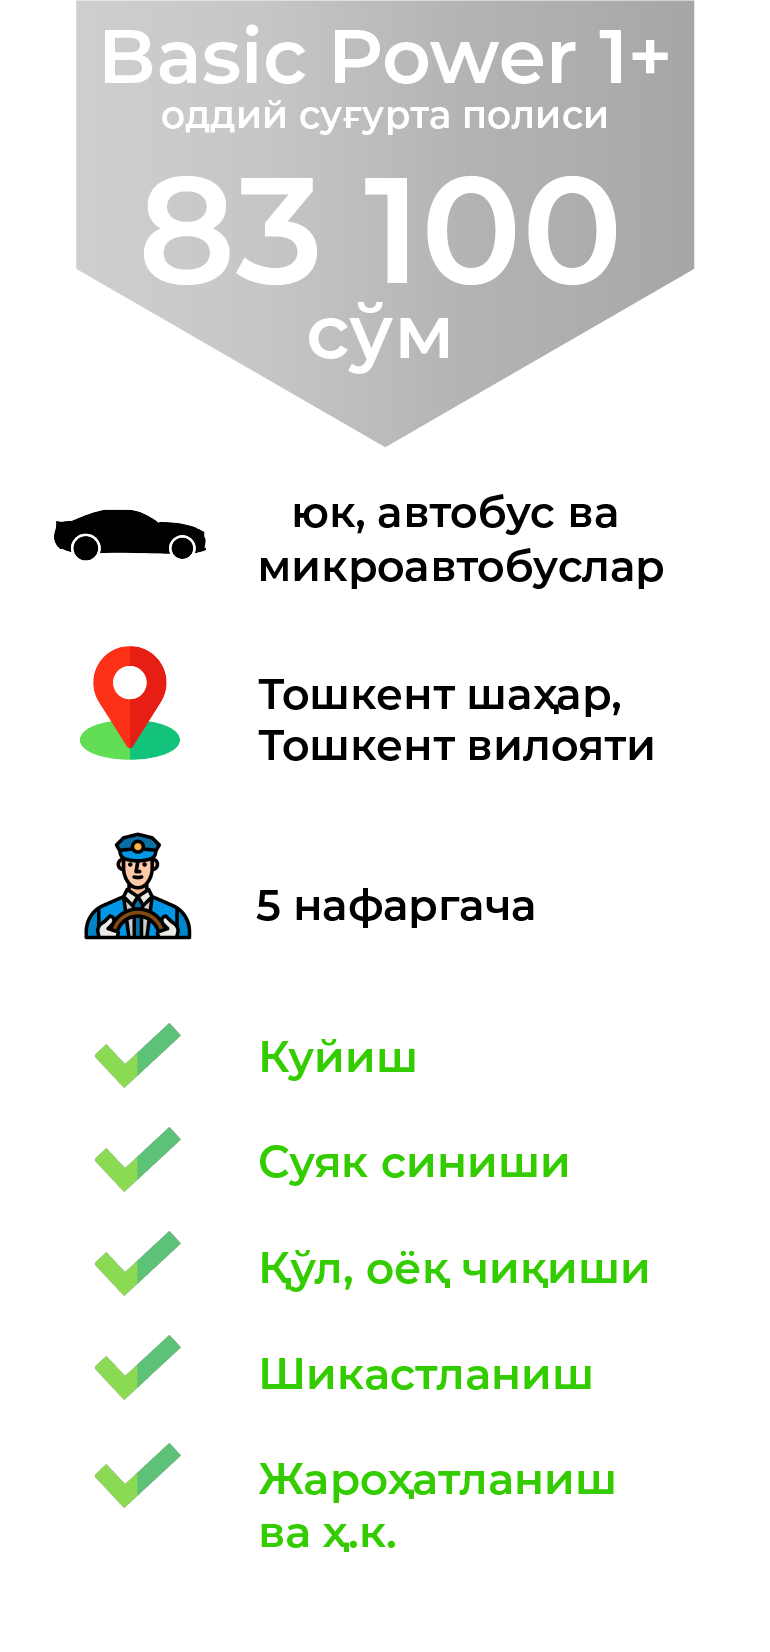 Basic Power 1+
оддий суғурта полиси
83 100
сўм
юк, автобус ва
микроавтобуслар
Тошкент шаҳар,
Тошкент вилояти
5 нафаргача
Куйиш
Суяк синиши
Қўл, оёқ чиқиши
Шикастланиш
Жароҳатланиш
ва ҳ.к.